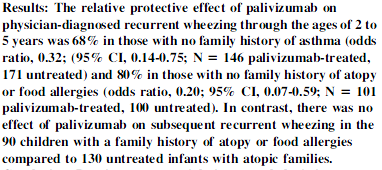 Results: The relative protective effect of palivizumab on
physician-diagnosed recurrent wheezing through the ages of 2 to
5 years was 68% in those with no family history of asthma (odds
ratio, 0.32; (95% CI, 0.14-0.75; N = 146 palivizumab-treated,
171 untreated) and 80% in those with no family history of atopy
or food allergies (odds ratio, 0.20; 95% CI, 0.07-0.59; N = 101
palivizumab-treated, 100 untreated). In contrast, there was no
effect of palivizumab on subsequent recurrent wheezing in the
90 children with a family history of atopy or food allergies
compared to 130 untreated infants with atopic families.